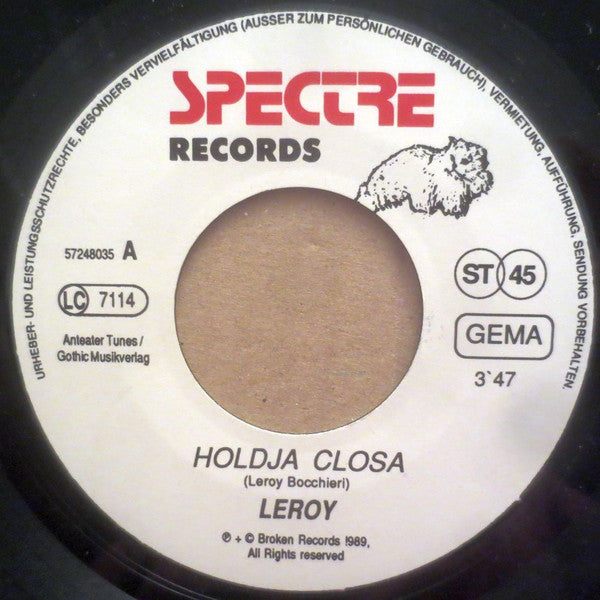 URHEBER- UND LEISTUNGSSCHUTZRECHTE, BESONDERS VERVIELFÄLTIGUNG (AUSSER ZUM PERSÖNLICHEN GEBRAUCH), VERMIETUNG, AUFFÜHRUNG, SENDUNG VORBEHALTEN.
SPECTRE
RECORDS
57248035 A
LC 7114
Anteater Tunes /
Gothic Musikverlag
ST 45
GEMA
3`47
HOLDJA CLOSA
(Leroy Bocchieri)
LEROY
℗ + © Broken Records !989,
All Rights reserved